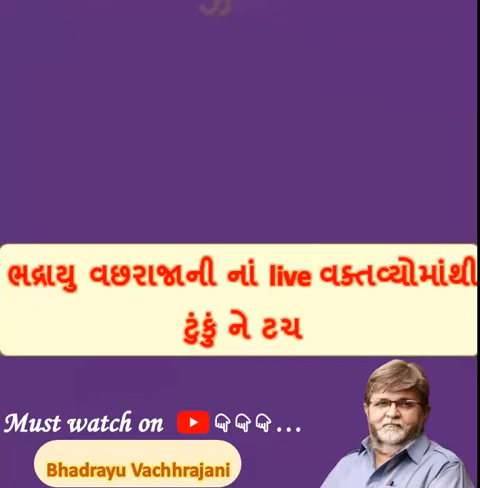 ભદ્રાયુ વછરાજાની નાં live વક્તવ્યોમાંથી
ટુંકું ને ટચ
Must watch on ▶️👇👇👇...
Bhadrayu Vachhrajani